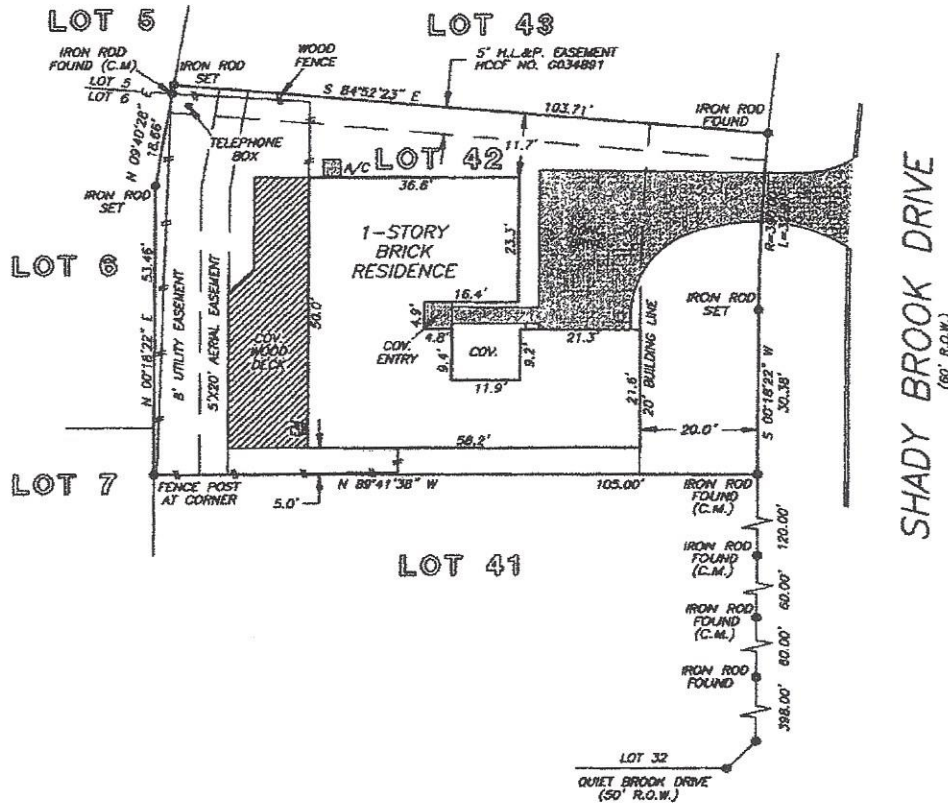 LOT 5
LOT 43
IRON ROD
FOUND (C.M.)
IRON ROD
SET
WOOD
FENCE
5' H.L.&P. EASEMENT
HCCF NO. G034891
LOT 5
LOT 6
S 84°52'23" E
103.71'
IRON ROD
FOUND
N 09°40'28" E
18.66'
TELEPHONE
BOX
A/C
LOT 42
11.7'
36.6'
IRON ROD
SET
1-STORY
BRICK
RESIDENCE
23.3'
LOT 6
N 00°18'22" E 53.46'
8' UTILITY EASEMENT
5'X20' AERIAL EASEMENT
COV.
WOOD
DECK
50.0'
16.4'
4.9'
4.8'
COV.
ENTRY
COV.
9.4'
9.2'
11.9'
21.3'
21.6'
20' BUILDING LINE
IRON ROD
SET
S 00°18'22" W
30.38'
SHADY BROOK DRIVE
(60' R.O.W.)
58.2'
20.0'
LOT 7
FENCE POST
AT CORNER
5.0'
N 89°41'38" W
105.00'
IRON ROD
FOUND
(C.M.)
120.00'
LOT 41
IRON ROD
FOUND
(C.M.)
60.00'
IRON ROD
FOUND
(C.M.)
60.00'
IRON ROD
FOUND
398.00'
LOT 32
QUIET BROOK DRIVE
(50' R.O.W.)